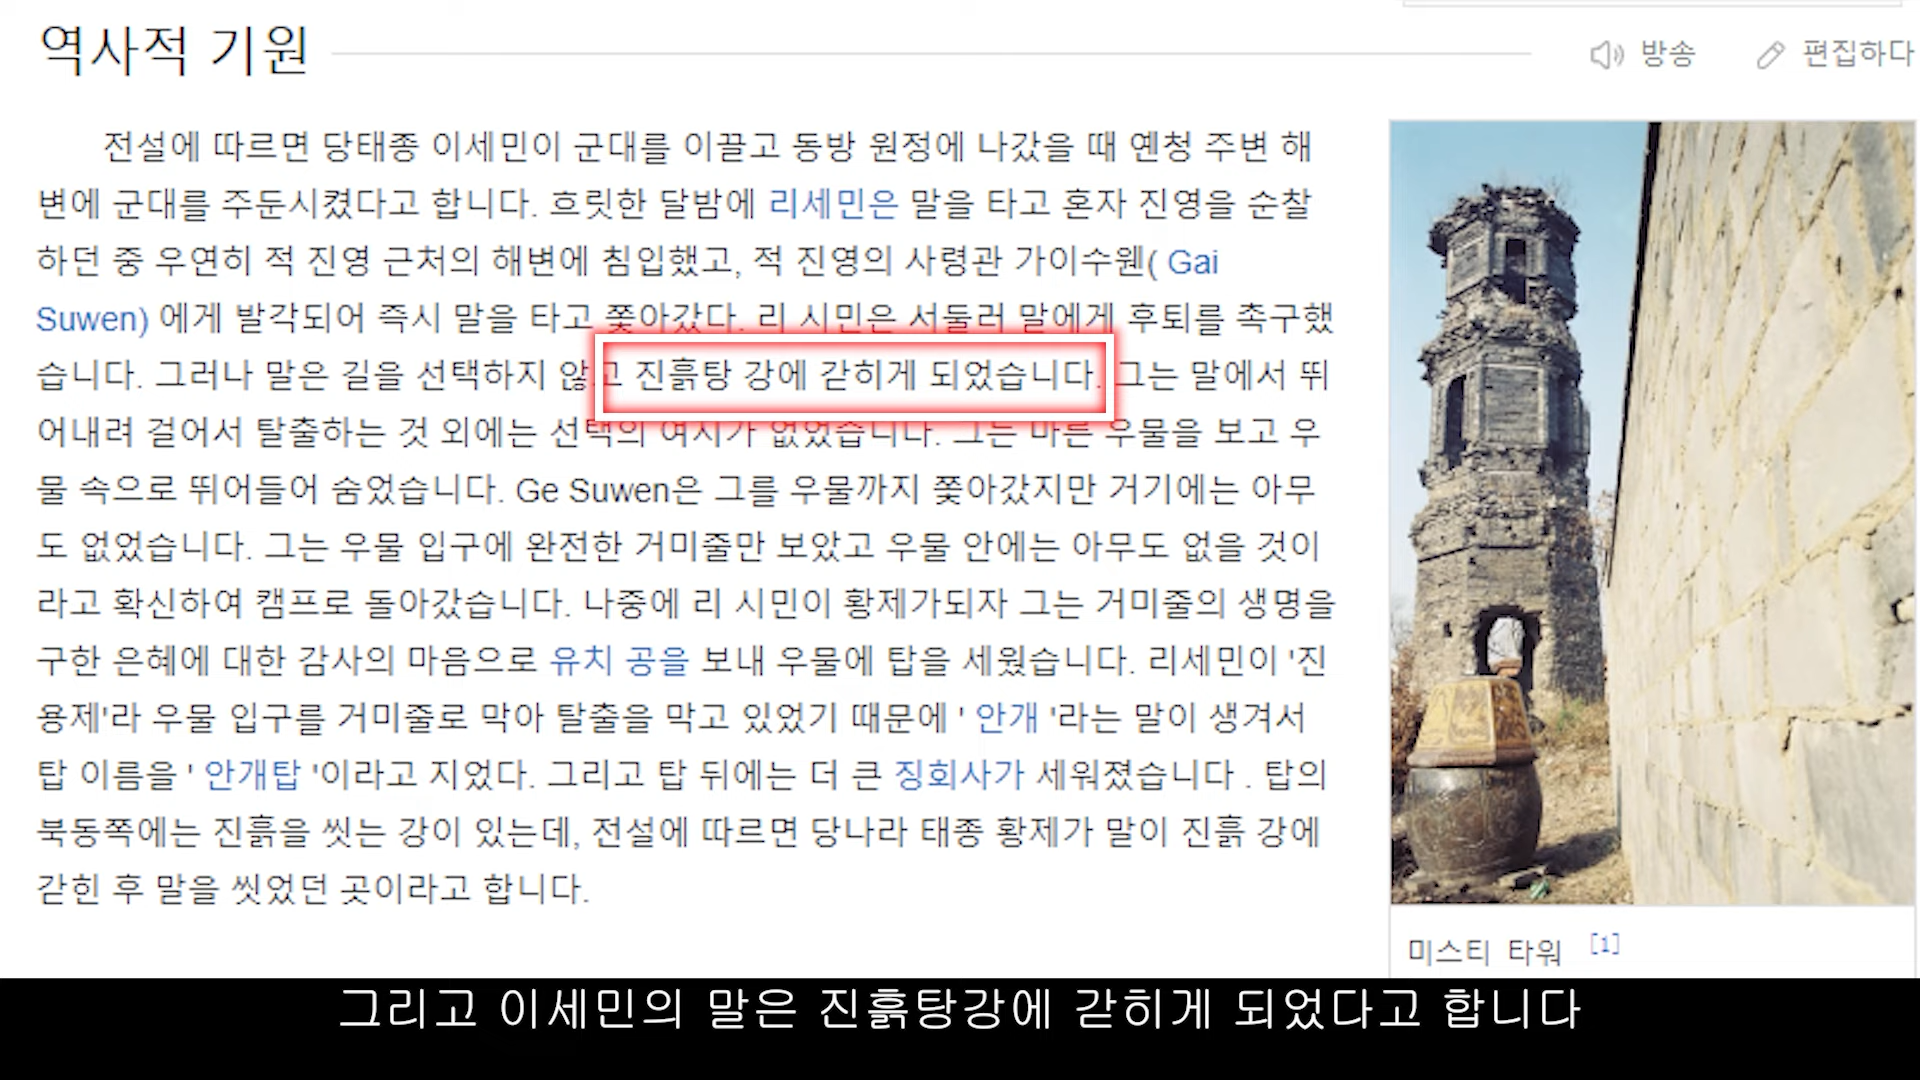 역사적 기원
방송
편집하다
전설에 따르면 당태종 이세민이 군대를 이끌고 동방 원정에 나갔을 때 옌청 주변 해
변에 군대를 주둔시켰다고 합니다. 흐릿한 달밤에 리세민은 말을 타고 혼자 진영을 순찰
하던 중 우연히 적 진영 근처의 해변에 침입했고, 적 진영의 사령관 가이수웬( Gai
Suwen) 에게 발각되어 즉시 말을 타고 쫓아갔다. 리 시민은 서둘러 말에게 후퇴를 촉구했
습니다. 그러나 말은 길을 선택하지 않고 진흙탕 강에 갇히게 되었습니다. 그는 말에서 뛰
어내려 걸어서 탈출하는 것 외에는 선택의 여지가 없었습니다. 그는 마른 우물을 보고 우
물 속으로 뛰어들어 숨었습니다. Ge Suwen은 그를 우물까지 쫓아갔지만 거기에는 아무
도 없었습니다. 그는 우물 입구에 완전한 거미줄만 보았고 우물 안에는 아무도 없을 것이
라고 확신하여 캠프로 돌아갔습니다. 나중에 리 시민이 황제가되자 그는 거미줄의 생명을
구한 은혜에 대한 감사의 마음으로 유치 공을 보내 우물에 탑을 세웠습니다. 리세민이 '진
용제'라 우물 입구를 거미줄로 막아 탈출을 막고 있었기 때문에 ' 안개 '라는 말이 생겨서
탑 이름을 ' 안개탑 '이라고 지었다. 그리고 탑 뒤에는 더 큰 징회사가 세워졌습니다 . 탑의
북동쪽에는 진흙을 씻는 강이 있는데, 전설에 따르면 당나라 태종 황제가 말이 진흙 강에
갇힌 후 말을 씻었던 곳이라고 합니다.
미스티 타워 [1]
그리고 이세민의 말은 진흙탕강에 갇히게 되었다고 합니다